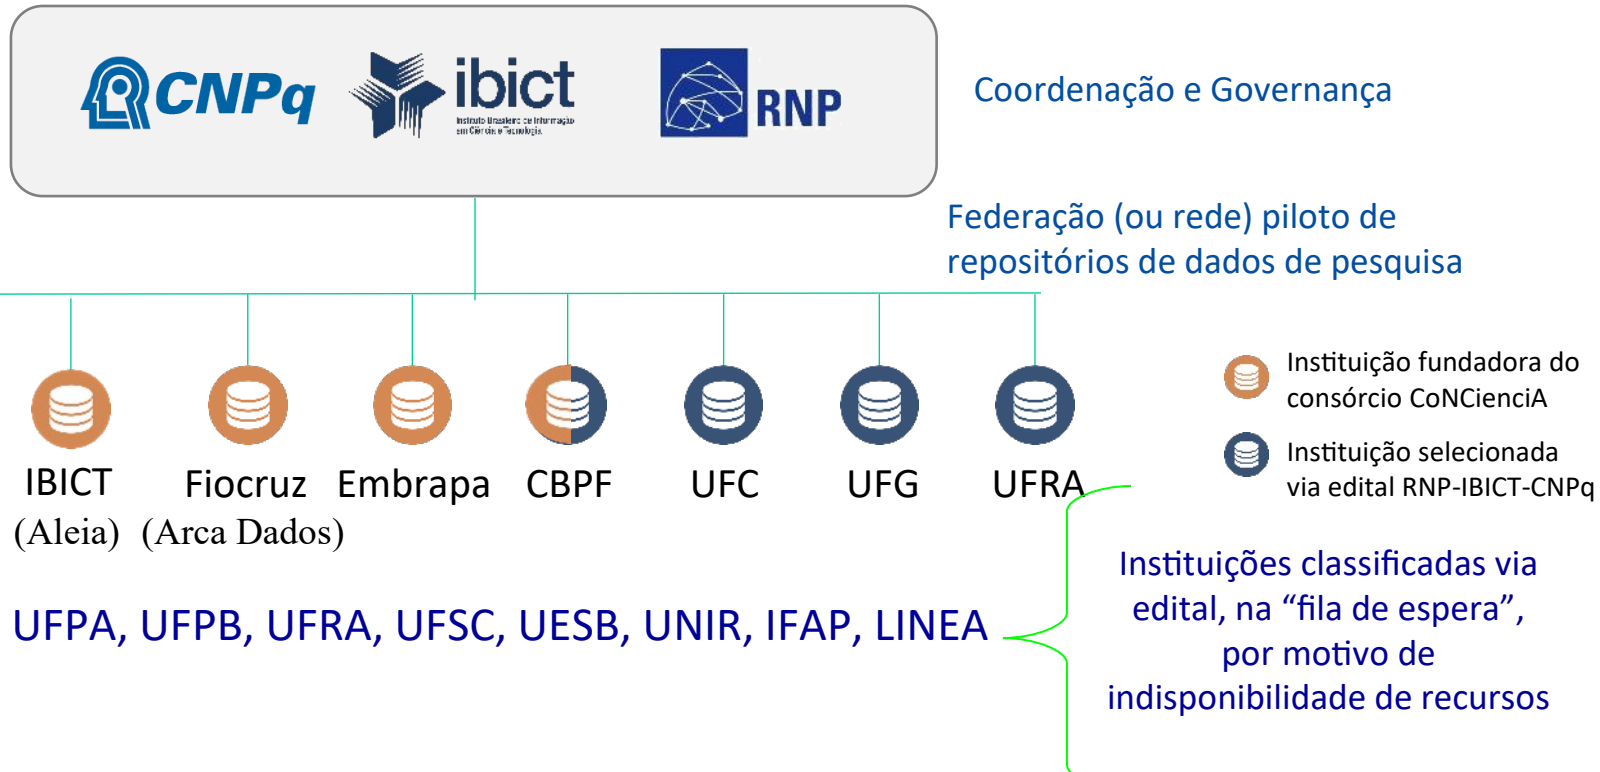 CNPq
ibict
Instituto Brasileiro de Informação
em Ciência e Tecnologia
RNP
Coordenação e Governança
Federação (ou rede) piloto de
repositórios de dados de pesquisa
IBICT
(Aleia)
Fiocruz
(Arca Dados)
Embrapa
CBPF
UFC
UFG
UFRA
Instituição fundadora do
consórcio CoNCienciA
Instituição selecionada
via edital RNP-IBICT-CNPq
UFPA, UFPB, UFRA, UFSC, UESB, UNIR, IFAP, LINEA
Instituições classificadas via
edital, na “fila de espera”,
por motivo de
indisponibilidade de recursos